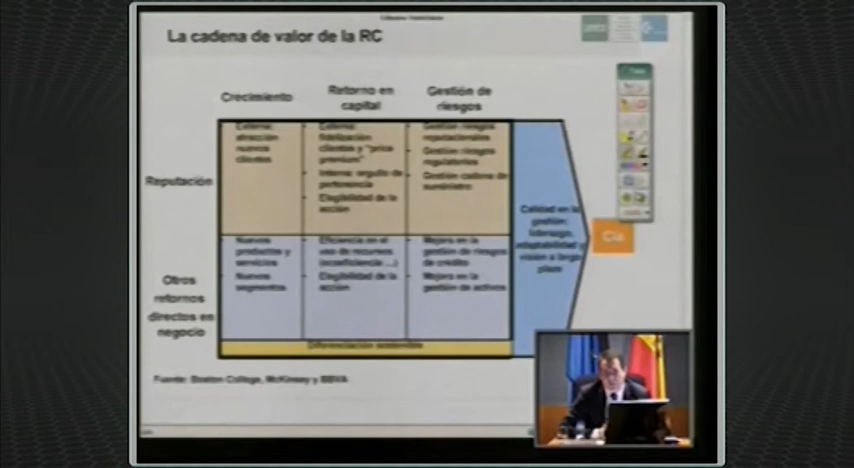 La cadena de valor de la RC
Crecimiento
Retorno en
capital
Gestión de
riesgos
Reputación
Externa:
atracción
nuevos
clientes
Externa:
fidelización
clientes y "price
premium"
Interna: orgullo de
pertenencia
Elegibilidad de la
acción
Gestión riesgos
reputacionales
Gestión riesgos
regulatorios
Gestión cadena de
suministro
Otros
retornos
directos en
negocio
Nuevos
productos y
servicios
Nuevos
segmentos
Eficiencia en el
uso de recursos
(ecoeficiencia ...)
Elegibilidad de la
acción
Mejora en la
gestión de riesgos
de crédito
Mejora en la
gestión de activos
Calidad en la
gestión:
liderazgo,
adaptabilidad y
visión a largo
plazo
Diferenciación sostenible
Fuente: Boston College, McKinsey y BBVA